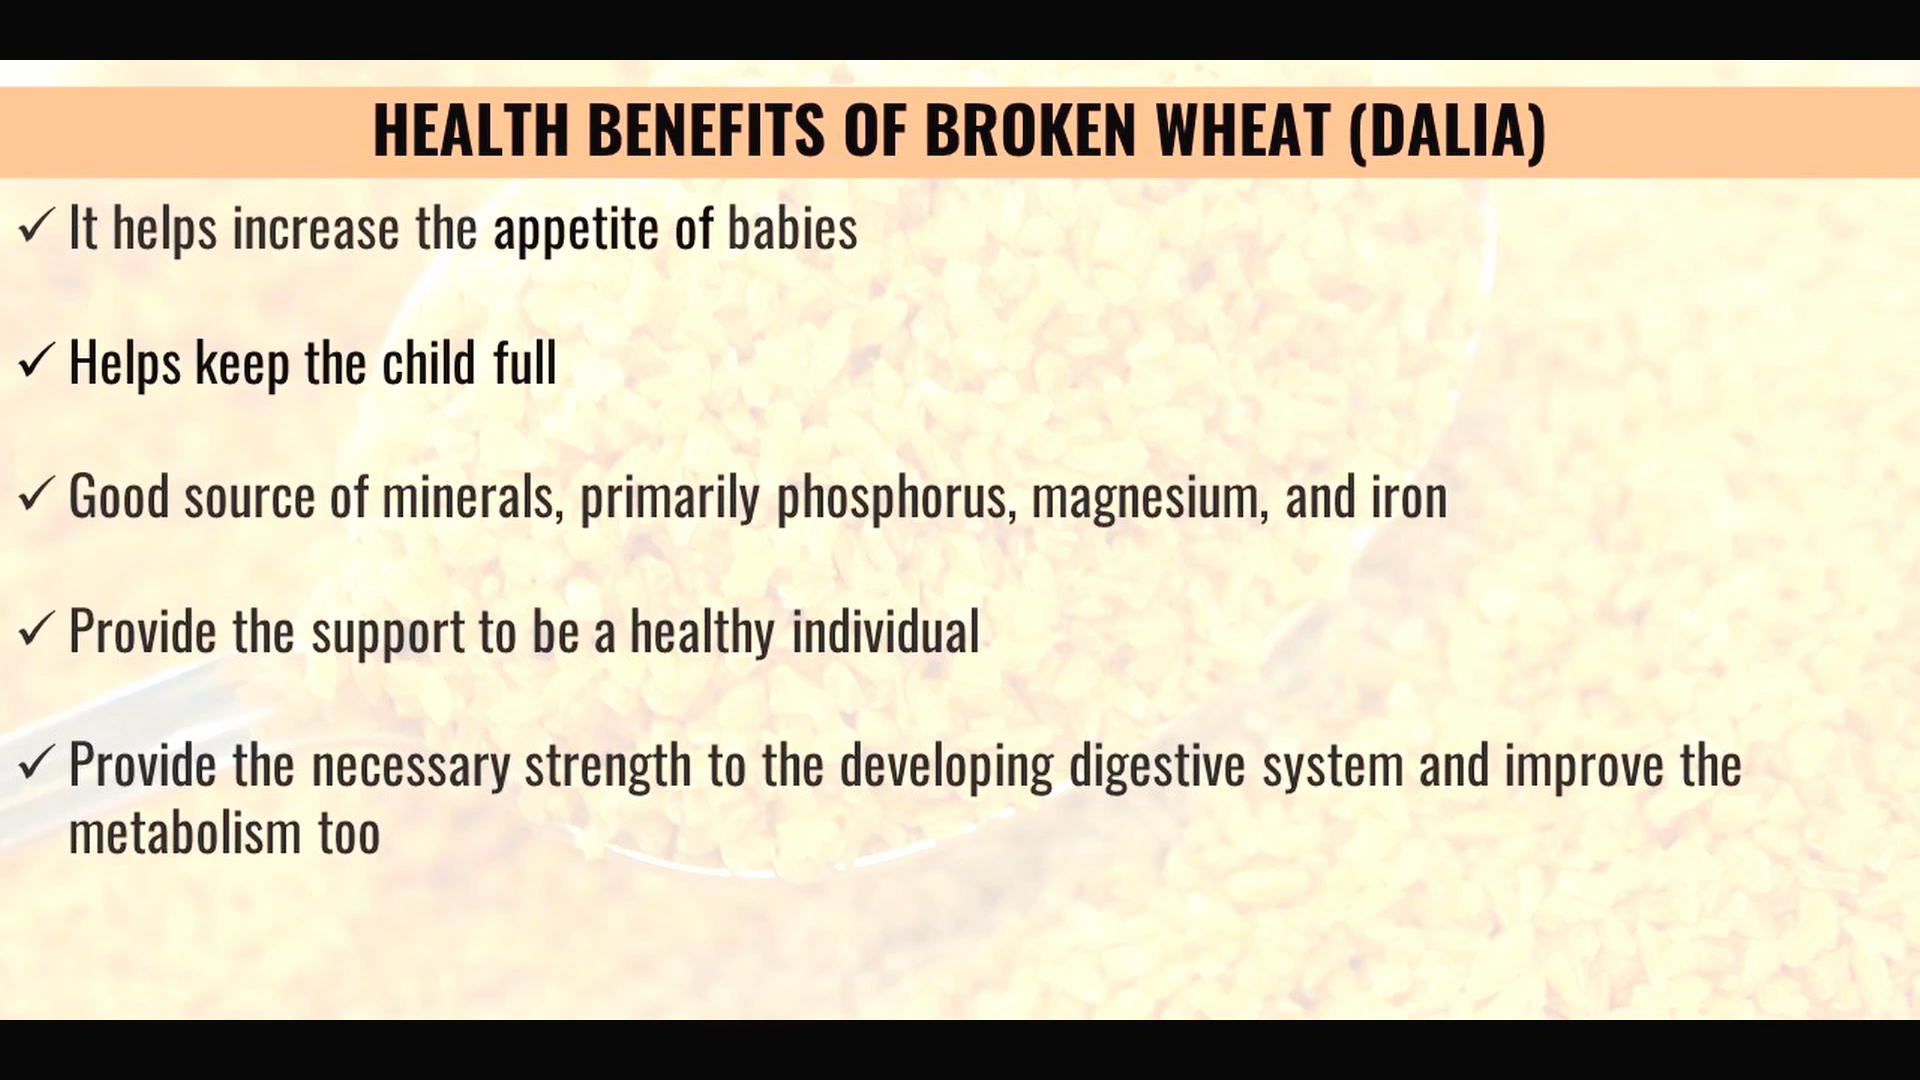 HEALTH BENEFITS OF BROKEN WHEAT (DALIA)
✓ It helps increase the appetite of babies
✓ Helps keep the child full
✓ Good source of minerals, primarily phosphorus, magnesium, and iron
✓ Provide the support to be a healthy individual
✓ Provide the necessary strength to the developing digestive system and improve the
metabolism too